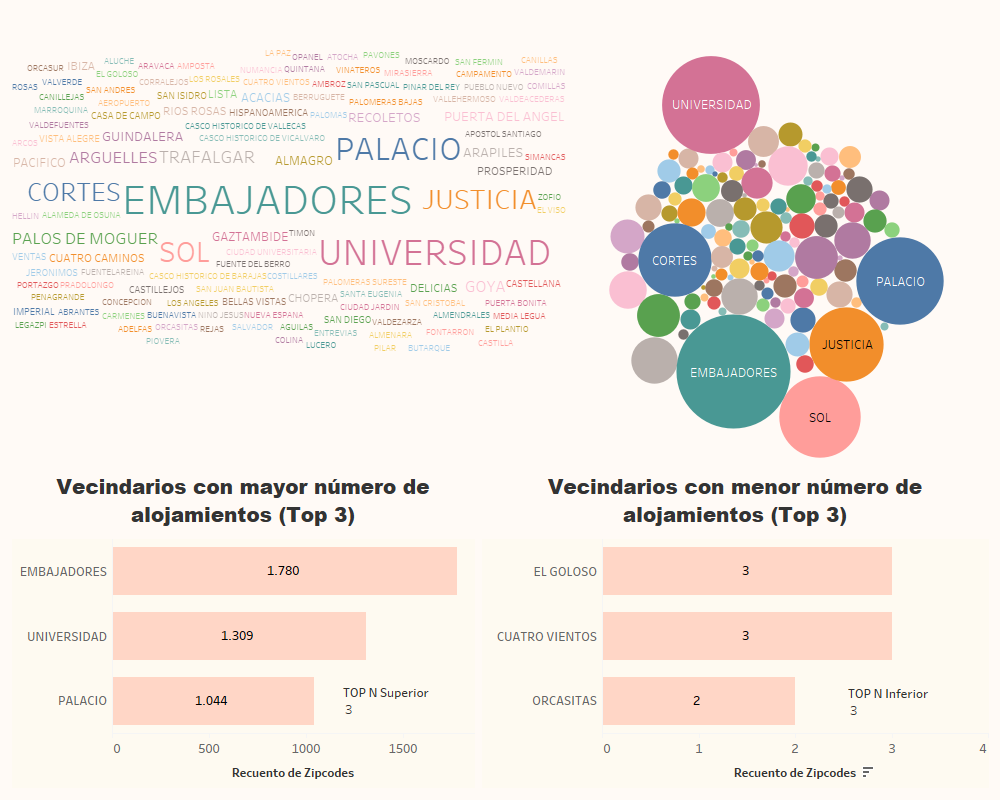 LA PAZ OPANEL ATOCHA PAVONES
ORCASUR IBIZA ALUCHE ARAVACA AMPOSTA MOSCARDO SAN FERMIN CANILLAS
EL GOLOSO NUMANCIA QUINTANA VINATEROS MIRASIERRA CAMPAMENTO VALDEMARIN
ROSAS VALVERDE SAN ANDRES CORRALEJOS LOS ROSALES CUATRO VIENTOS AMBROZ SAN PASCUAL PINAR DEL REY PUEBLO NUEVO COMILLAS
CANILLEJAS AEROPUERTO SAN ISIDRO LISTA ACACIAS BERRUGUETE PALOMERAS BAJAS VALLEHERMOSO VALDEACEDERAS
MARROQUINA CASA DE CAMPO RIOS ROSAS HISPANOAMERICA PALOMAS RECOLETOS PUERTA DEL ANGEL
VALDEFUENTES CASCO HISTORICO DE VALLECAS
ARCOS VISTA ALEGRE GUINDALERA CASCO HISTORICO DE VICALVARO APOSTOL SANTIAGO
PACIFICO ARGUELLES TRAFALGAR ALMAGRO PALACIO ARAPILES SIMANCAS
PROSPERIDAD
CORTES EMBAJADORES JUSTICIA ZOFIO
HELLIN ALAMEDA DE OSUNA EL VISO
PALOS DE MOGUER GAZTAMBIDE TIMON
VENTAS CUATRO CAMINOS SOL CIUDAD UNIVERSITARIA UNIVERSIDAD
JERONIMOS FUENTELAREINA FUENTE DEL BERRO
CASCO HISTORICO DE BARAJAS COSTILLARES
PORTAZGO PRADOLONGO CASTILLEJOS SAN JUAN BAUTISTA PALOMERAS SURESTE DELICIAS GOYA CASTELLANA
PENAGRANDE CONCEPCION LOS ANGELES BELLAS VISTAS CHOPERA SANTA EUGENIA SAN CRISTOBAL PUERTA BONITA
IMPERIAL ABRANTES CARMENES BUENAVISTA NINO JESUS NUEVA ESPANA CIUDAD JARDIN ALMENDRALES MEDIA LEGUA
LEGAZPI ESTRELLA ADELFAS ORCASITAS REJAS SALVADOR AGUILAS SAN DIEGO VALDEZARZA FONTARRON EL PLANTIO
PIOVERA COLINA ENTREVIAS ALMENARA CASTILLA
LUCERO PILAR BUTARQUE
UNIVERSIDAD
CORTES
PALACIO
JUSTICIA
EMBAJADORES
SOL
Vecindarios con mayor número de
alojamientos (Top 3)
EMBAJADORES 1.780
UNIVERSIDAD 1.309
PALACIO 1.044
TOP N Superior
3
0 500 1000 1500
Recuento de Zipcodes
Vecindarios con menor número de
alojamientos (Top 3)
EL GOLOSO 3
CUATRO VIENTOS 3
ORCASITAS 2
TOP N Inferior
3
0 1 2 3 4
Recuento de Zipcodes